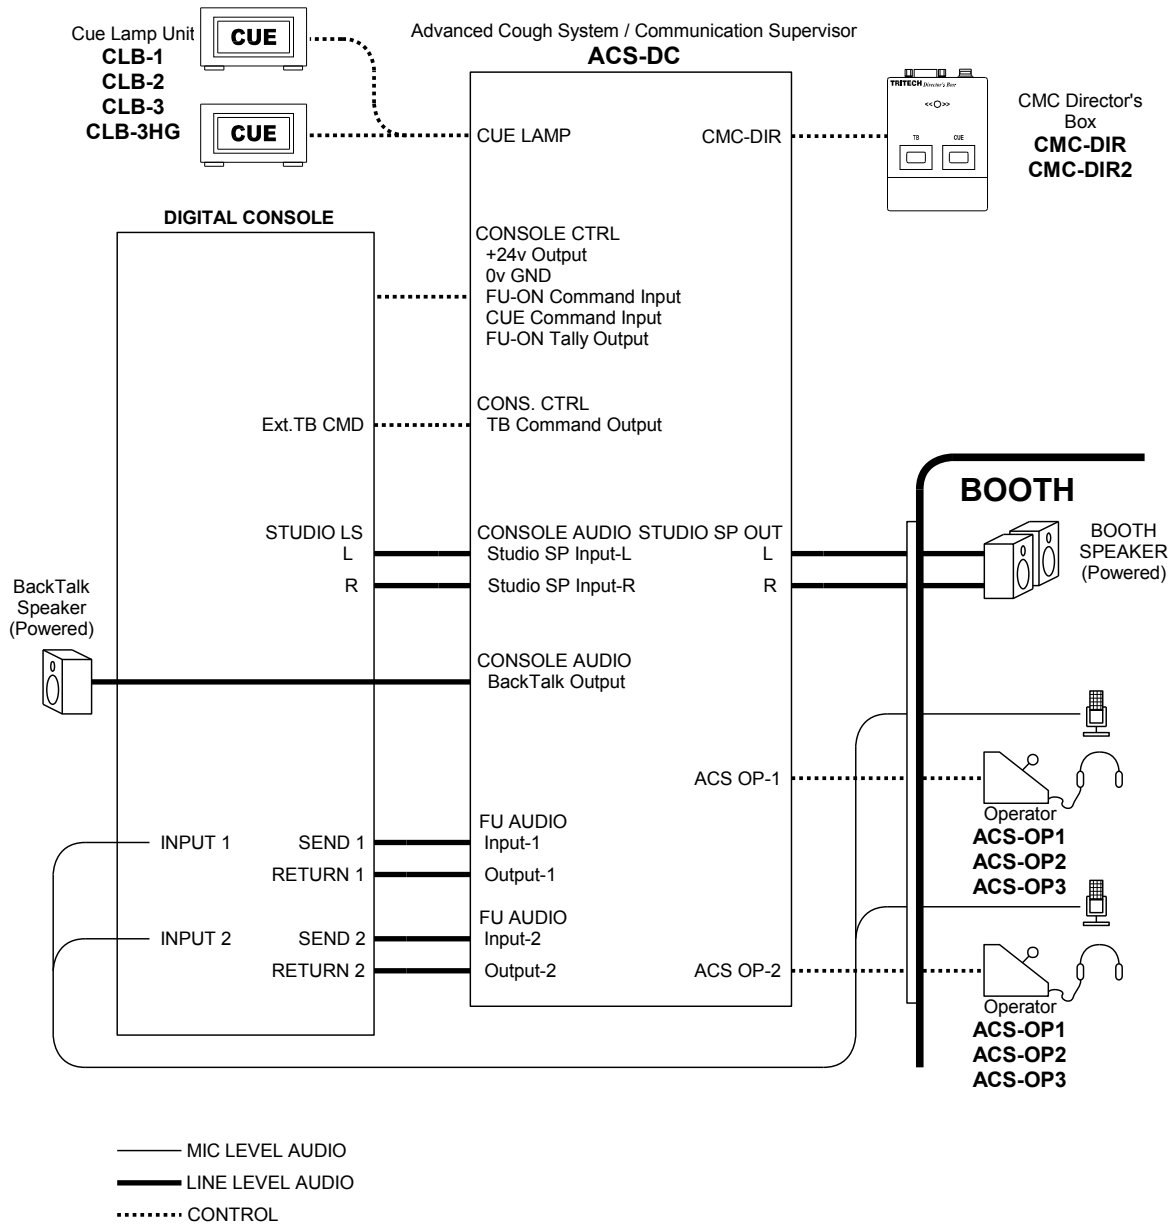 Cue Lamp Unit
CLB-1
CLB-2
CLB-3
CLB-3HG
CUE
CUE
Advanced Cough System / Communication Supervisor
ACS-DC
CUE LAMP
CMC-DIR
TRITECH Director's Box
<<O>>
TB CUE
CMC Director's
Box
CMC-DIR
CMC-DIR2
DIGITAL CONSOLE
CONSOLE CTRL
+24v Output
0v GND
FU-ON Command Input
CUE Command Input
FU-ON Tally Output
Ext.TB CMD
CONS. CTRL
TB Command Output
BOOTH
STUDIO LS
L
R
CONSOLE AUDIO
Studio SP Input-L
Studio SP Input-R
STUDIO SP OUT
L
R
BOOTH
SPEAKER
(Powered)
BackTalk
Speaker
(Powered)
CONSOLE AUDIO
BackTalk Output
ACS OP-1
Operator
ACS-OP1
ACS-OP2
ACS-OP3
INPUT 1
SEND 1
RETURN 1
FU AUDIO
Input-1
Output-1
INPUT 2
SEND 2
RETURN 2
FU AUDIO
Input-2
Output-2
ACS OP-2
Operator
ACS-OP1
ACS-OP2
ACS-OP3
MIC LEVEL AUDIO
LINE LEVEL AUDIO
CONTROL